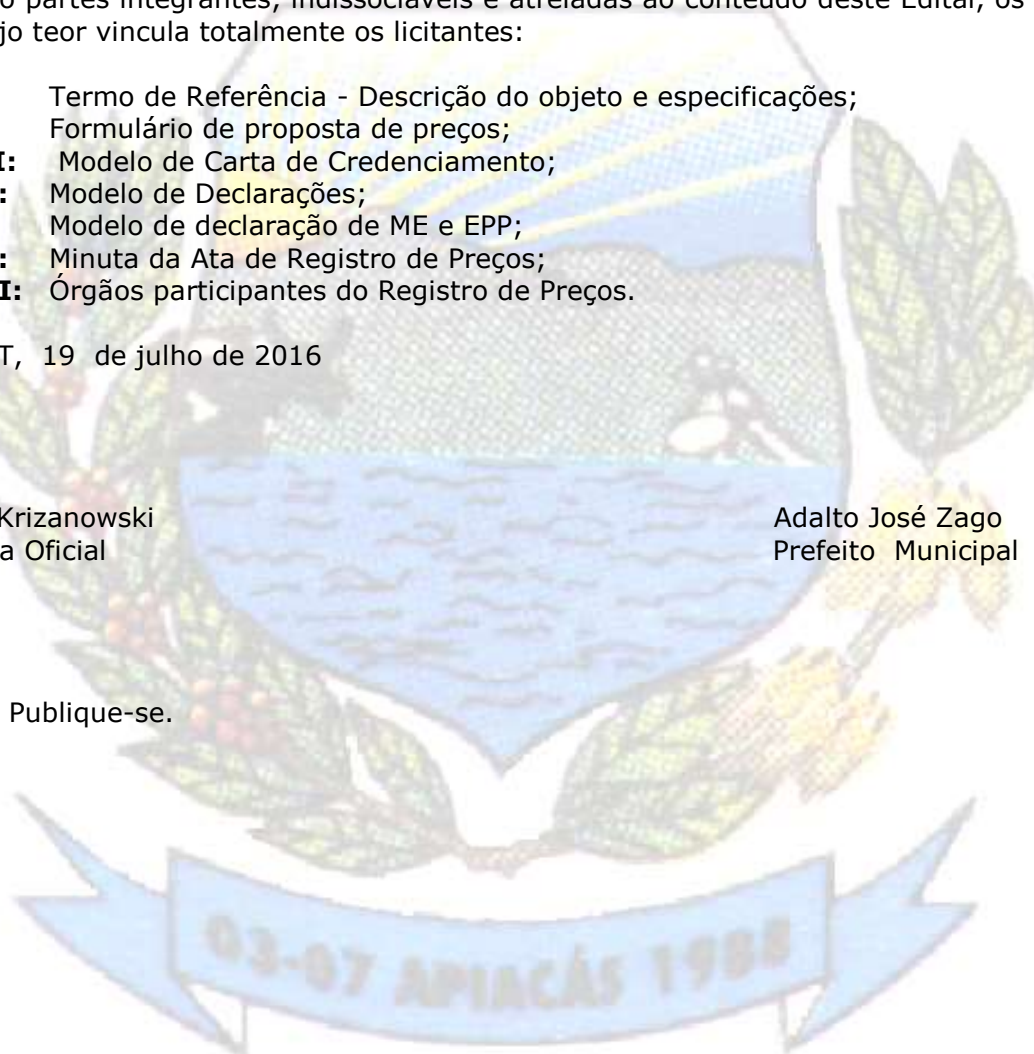 o partes integrantes, indissociáveis e atreladas ao conteúdo deste Edital, os
jo teor vincula totalmente os licitantes:
Termo de Referência - Descrição do objeto e especificações;
Formulário de proposta de preços;
I: Modelo de Carta de Credenciamento;
: Modelo de Declarações;
Modelo de declaração de ME e EPP;
: Minuta da Ata de Registro de Preços;
I: Órgãos participantes do Registro de Preços.
T, 19 de julho de 2016
Krizanowski Adalto José Zago
a Oficial Prefeito Municipal
Publique-se.
03-07 APIACÁS 1988